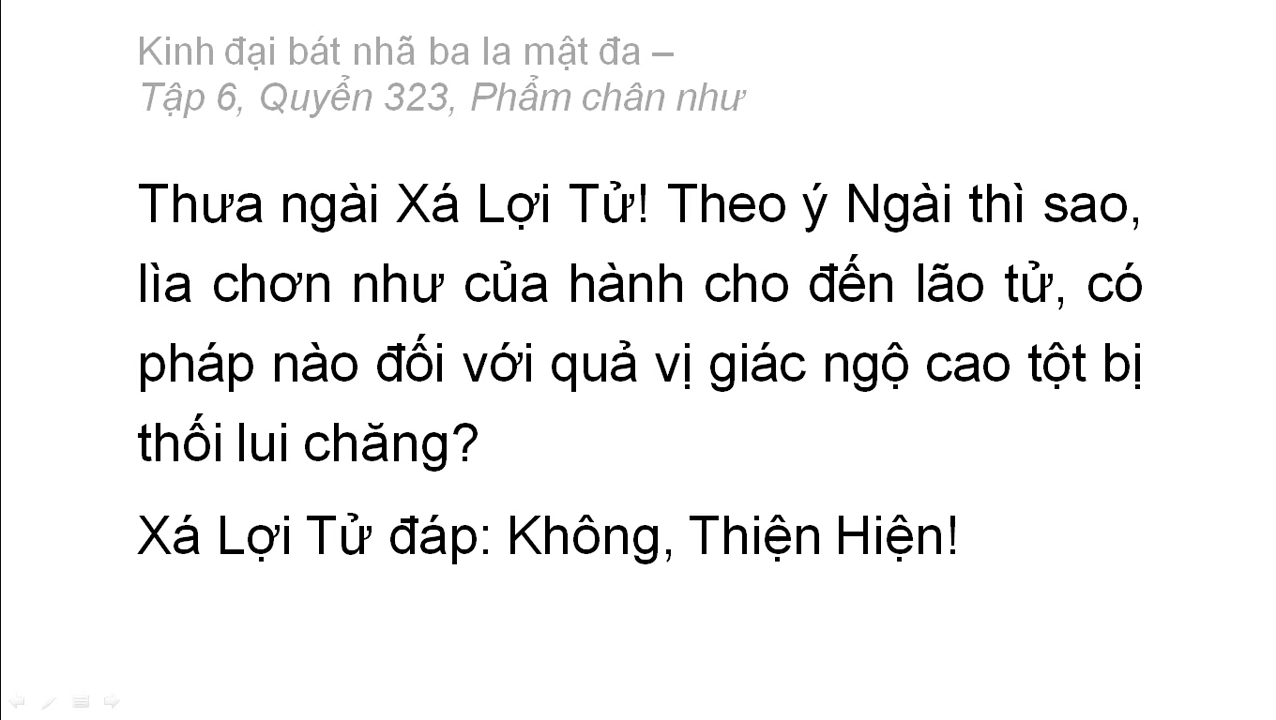 Kinh đại bát nhã ba la mật đa –
Tập 6, Quyển 323, Phẩm chân như
Thưa ngài Xá Lợi Tử! Theo ý Ngài thì sao,
lìa chơn như của hành cho đến lão tử, có
pháp nào đối với quả vị giác ngộ cao tột bị
thối lui chăng?
Xá Lợi Tử đáp: Không, Thiện Hiện!